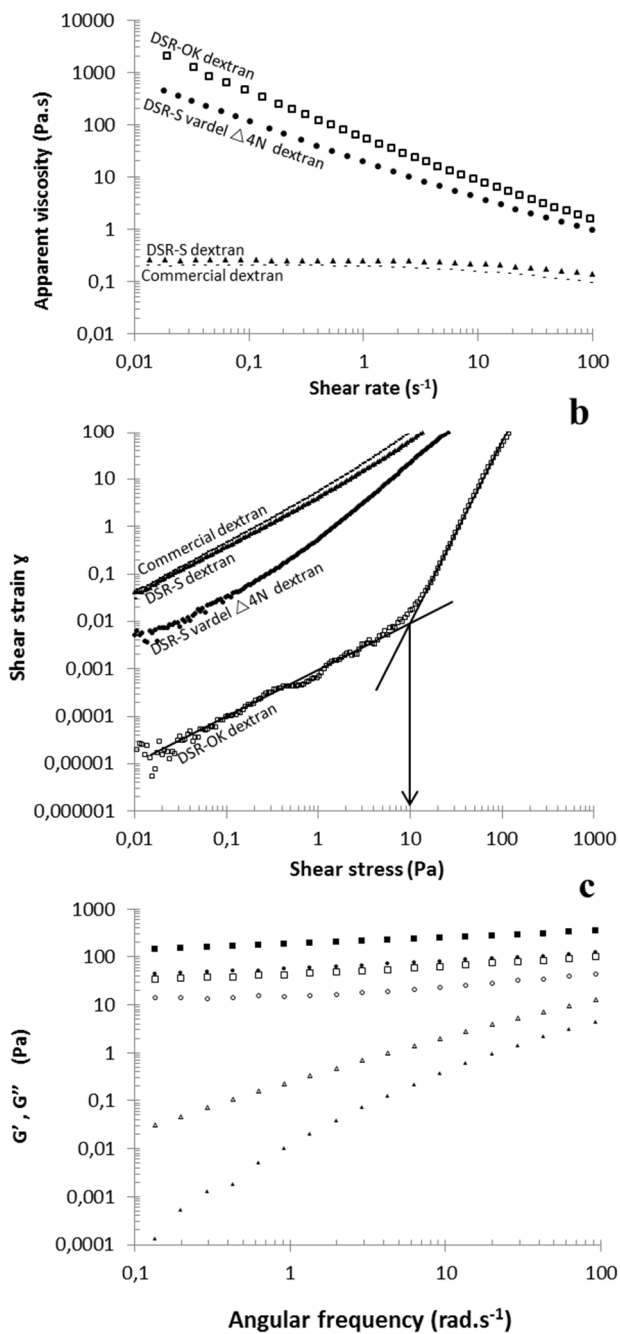 10000
1000
100
10
1
0,1
0,01
Apparent viscosity (Pa.s)
DSR-OK dextran
DSR-S vardel △4N dextran
DSR-S dextran
Commercial dextran
0,01 0,1 1 10 100
Shear rate (s-1)
b
100
10
1
0,1
0,01
0,001
0,0001
0,00001
0,000001
Shear strain ɣ
Commercial dextran
DSR-S dextran
DSR-S vardel △4N dextran
DSR-OK dextran
0,01 0,1 1 10 100 1000
Shear stress (Pa)
c
1000
100
10
1
0,1
0,01
0,001
0,0001
G' , G'' (Pa)
0,1 1 10 100
Angular frequency (rad.s-1)